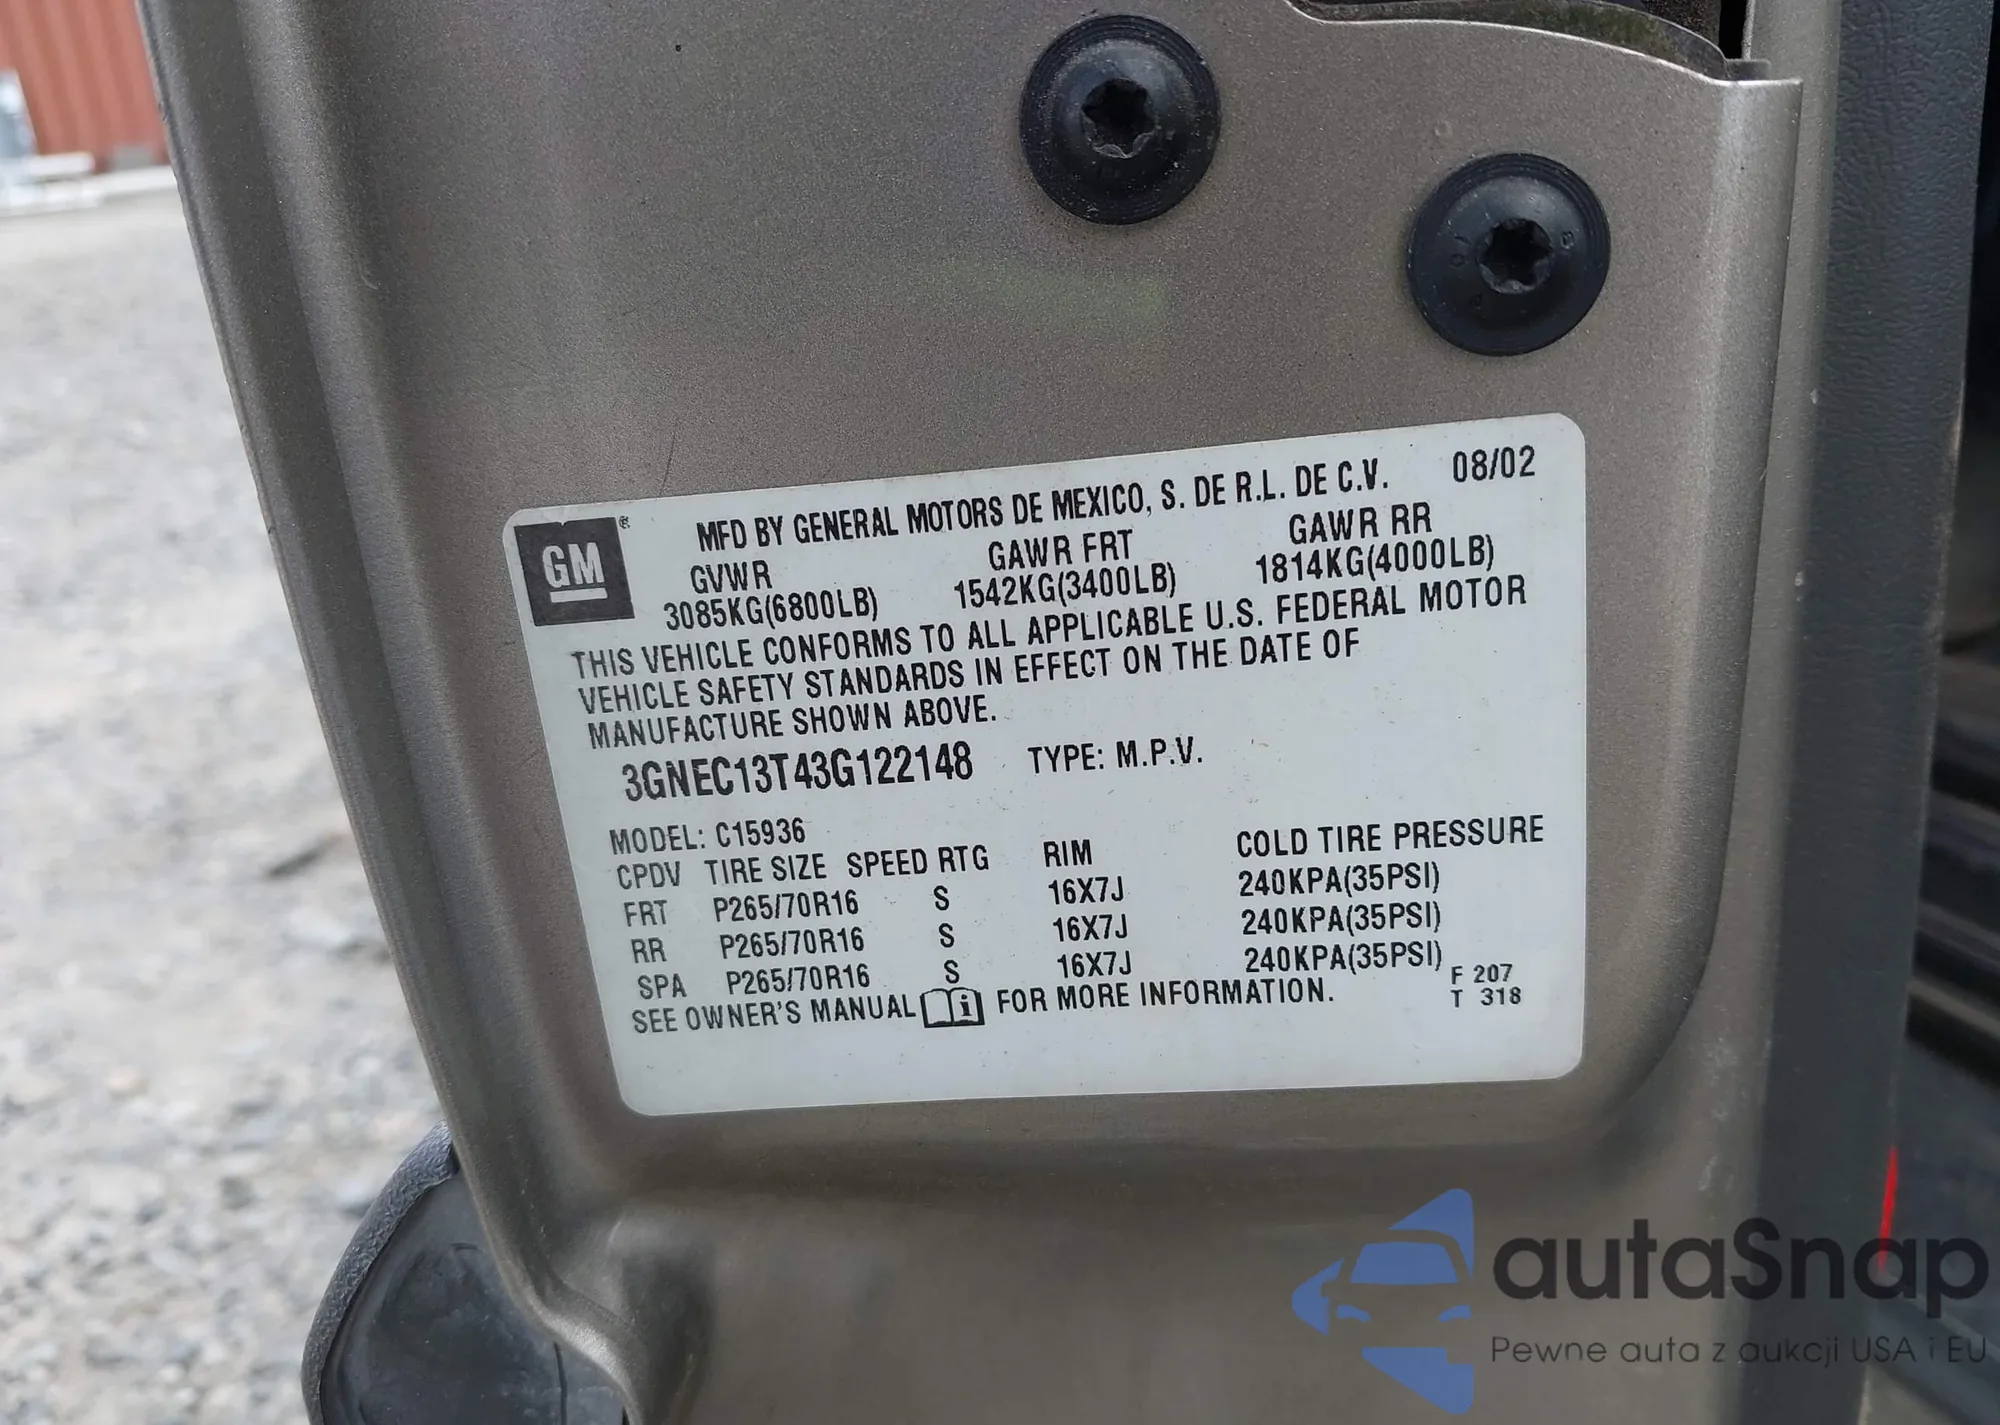 MFD BY GENERAL MOTORS DE MEXICO, S. DE R.L. DE C.V. 08/02
GM ®
GVWR GAWR FRT GAWR RR
3085KG(6800LB) 1542KG(3400LB) 1814KG(4000LB)
THIS VEHICLE CONFORMS TO ALL APPLICABLE U.S. FEDERAL MOTOR
VEHICLE SAFETY STANDARDS IN EFFECT ON THE DATE OF
MANUFACTURE SHOWN ABOVE.
3GNEC13T43G122148 TYPE: M.P.V.
MODEL: C15936
CPDV TIRE SIZE SPEED RTG RIM COLD TIRE PRESSURE
FRT P265/70R16 S 16X7J 240KPA(35PSI)
RR P265/70R16 S 16X7J 240KPA(35PSI)
SPA P265/70R16 S 16X7J 240KPA(35PSI)
SEE OWNER'S MANUAL i FOR MORE INFORMATION.
F 207
T 318
autaSnap
Pewne auta z aukcji USA i EU